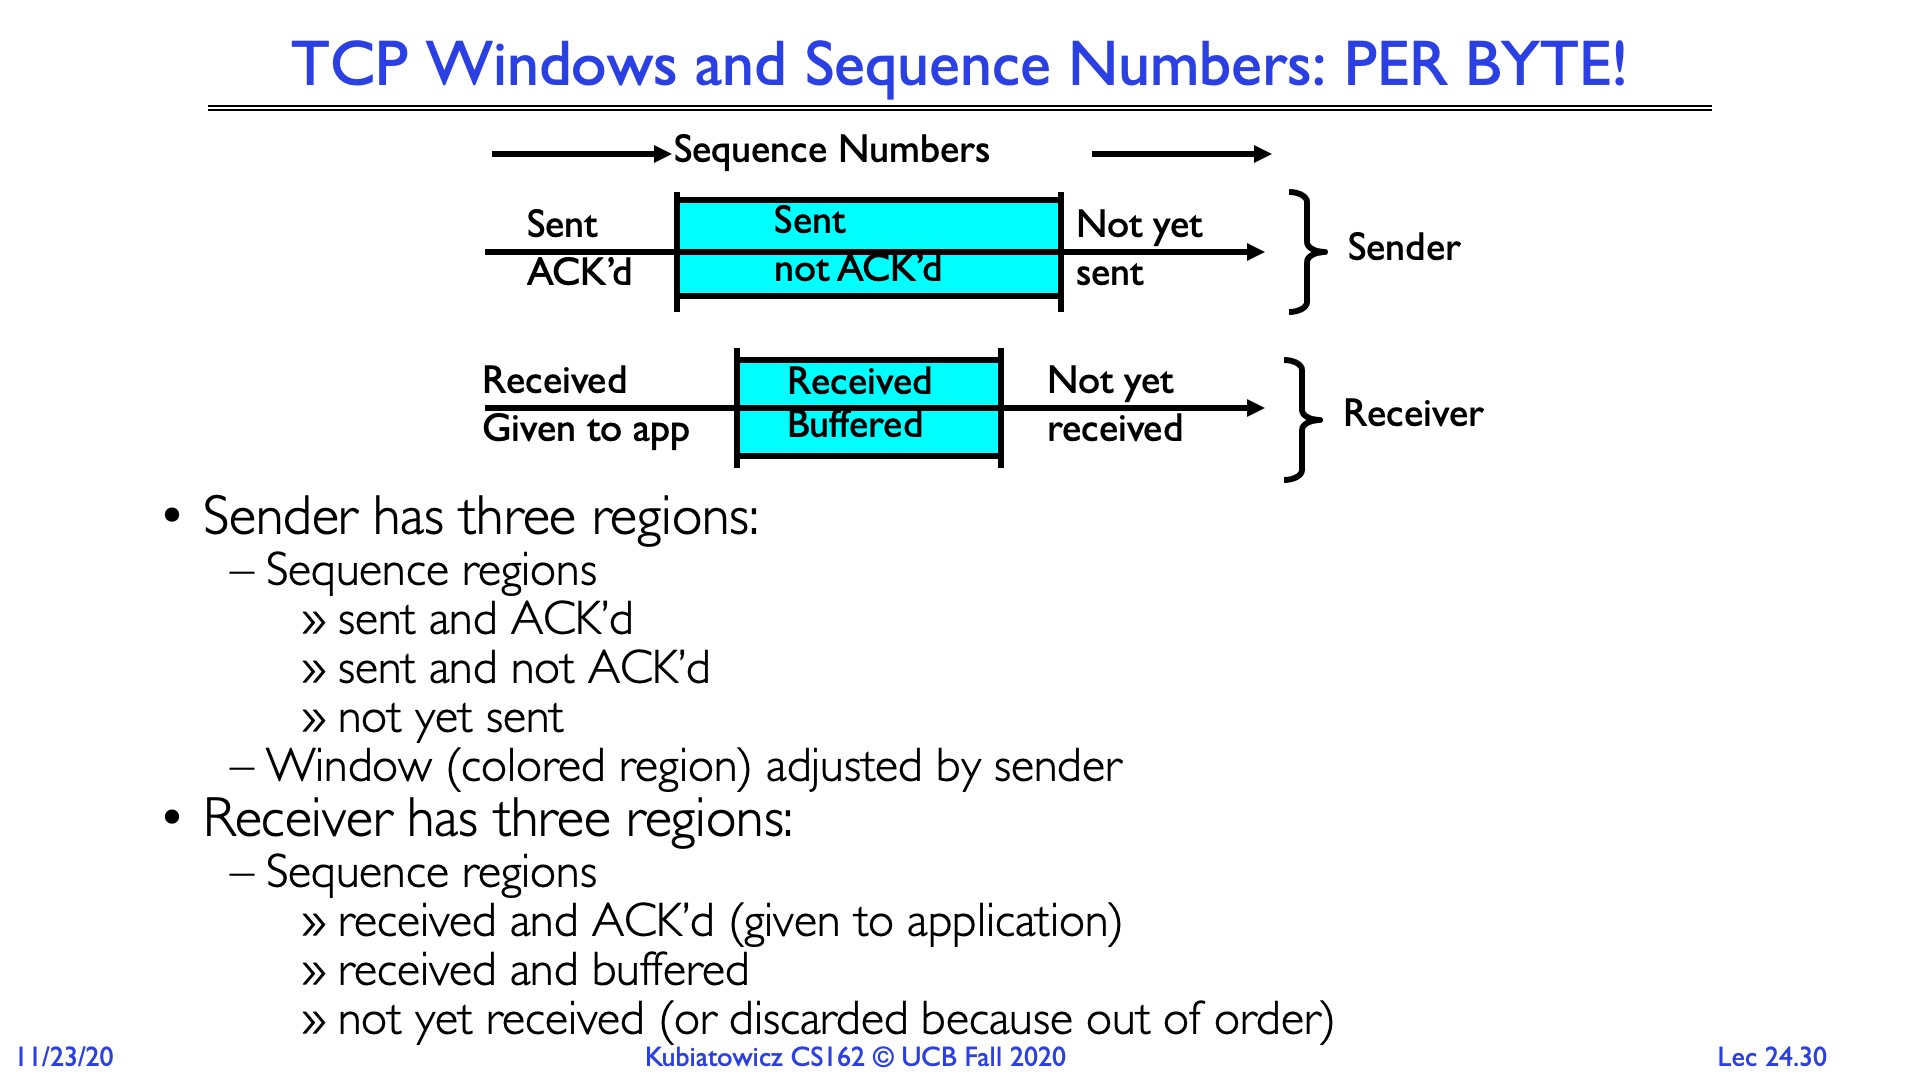 TCP Windows and Sequence Numbers: PER BYTE!
Sequence Numbers
Sent
ACK’d
Sent
not ACK’d
Not yet
sent
Sender
Received
Given to app
Received
Buffered
Not yet
received
Receiver
• Sender has three regions:
– Sequence regions
» sent and ACK’d
» sent and not ACK’d
» not yet sent
– Window (colored region) adjusted by sender
• Receiver has three regions:
– Sequence regions
» received and ACK’d (given to application)
» received and buffered
» not yet received (or discarded because out of order)
11/23/20
Kubiatowicz CS162 © UCB Fall 2020
Lec 24.30